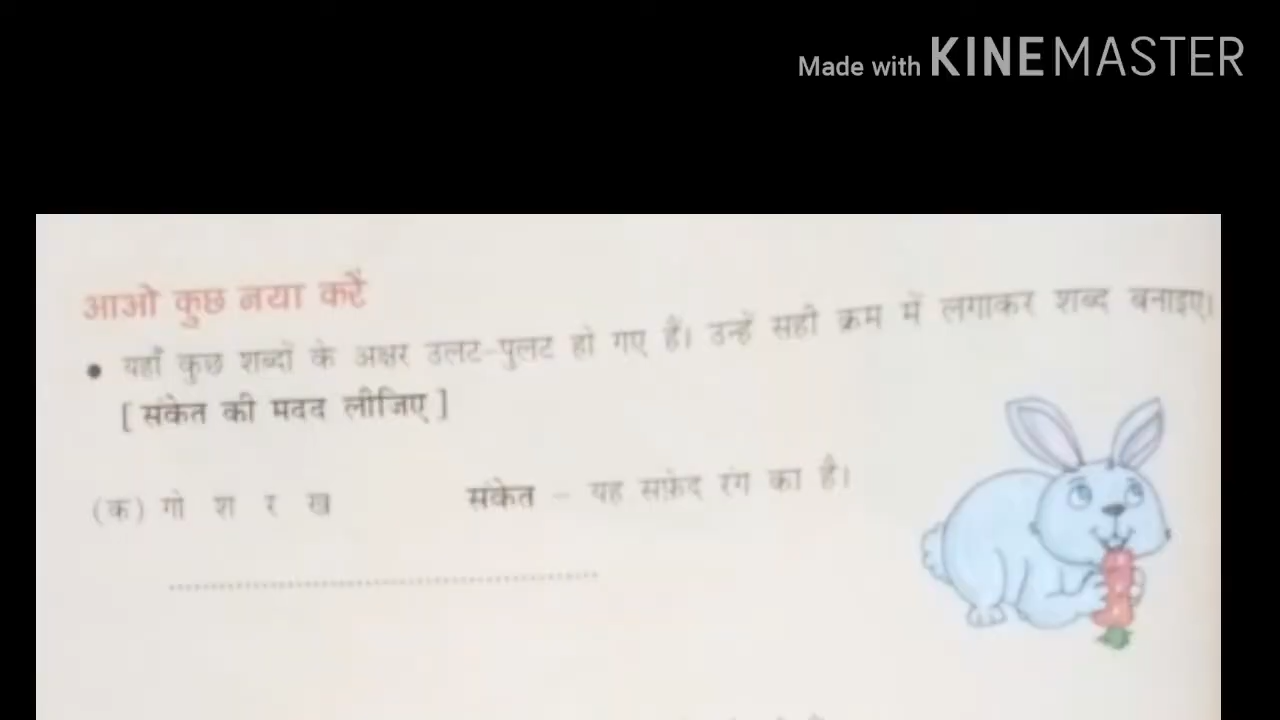 Made with KINEMASTER
आओ कुछ नया करें
• यहाँ कुछ शब्दों के अक्षर उलट-पुलट हो गए हैं। उन्हें सही क्रम में लगाकर शब्द बनाइए।
[ संकेत की मदद लीजिए ]
(क) गो श र ख संकेत – यह सफ़ेद रंग का है।